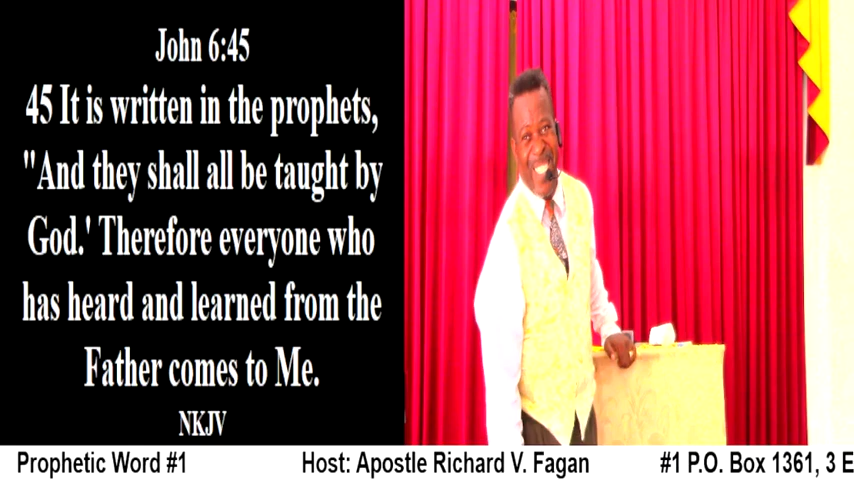 John 6:45
45 It is written in the prophets,
"And they shall all be taught by
God.' Therefore everyone who
has heard and learned from the
Father comes to Me.
NKJV
Prophetic Word #1 Host: Apostle Richard V. Fagan #1 P.O. Box 1361, 3 E